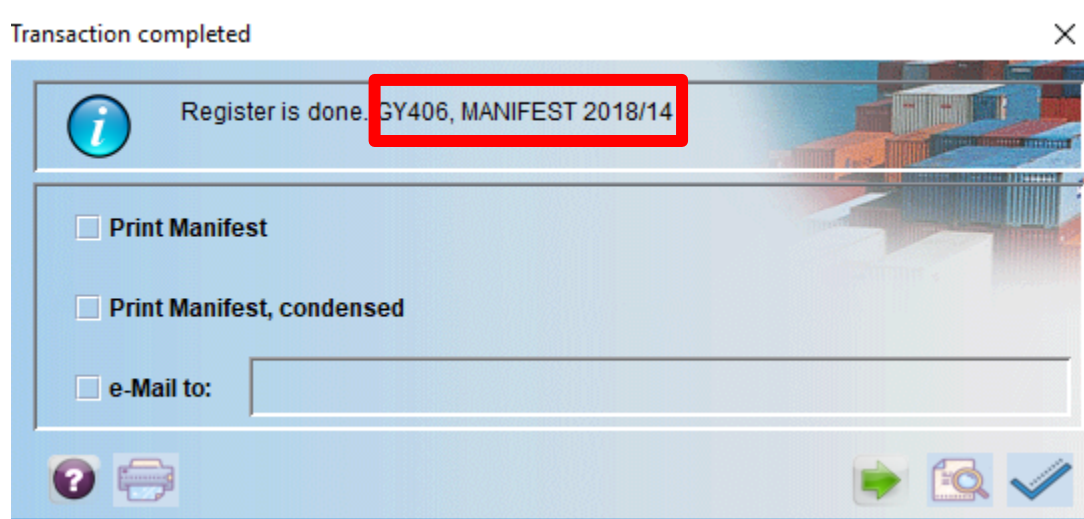 Transaction completed
Register is done. GY406, MANIFEST 2018/14
Print Manifest
Print Manifest, condensed
e-Mail to: